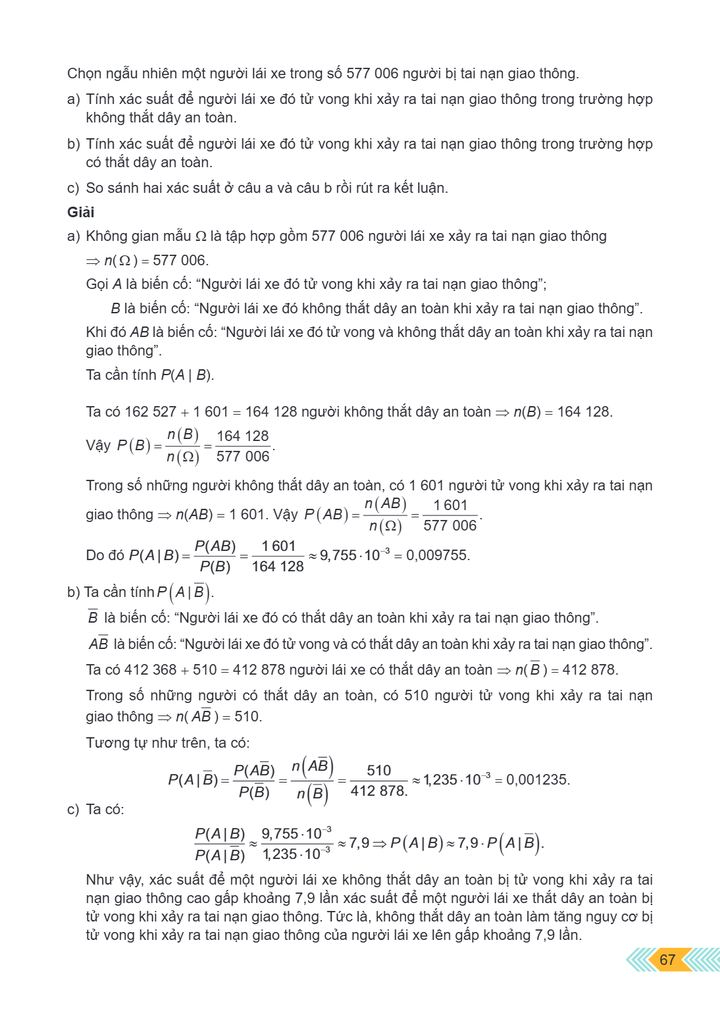 Chọn ngẫu nhiên một người lái xe trong số 577 006 người bị tai nạn giao thông.
a) Tính xác suất để người lái xe đó tử vong khi xảy ra tai nạn giao thông trong trường hợp
không thắt dây an toàn.
b) Tính xác suất để người lái xe đó tử vong khi xảy ra tai nạn giao thông trong trường hợp
có thắt dây an toàn.
c) So sánh hai xác suất ở câu a và câu b rồi rút ra kết luận.
Giải
a) Không gian mẫu Ω là tập hợp gồm 577 006 người lái xe xảy ra tai nạn giao thông
⇒ n(Ω) = 577 006.
Gọi A là biến cố: “Người lái xe đó tử vong khi xảy ra tai nạn giao thông”;
B là biến cố: “Người lái xe đó không thắt dây an toàn khi xảy ra tai nạn giao thông”.
Khi đó AB là biến cố: “Người lái xe đó tử vong và không thắt dây an toàn khi xảy ra tai nạn
giao thông”.
Ta cần tính P(A | B).
Ta có 162 527 + 1 601 = 164 128 người không thắt dây an toàn ⇒ n(B) = 164 128.
Vậy P(B) = n(B)/n(Ω) = 164 128/577 006.
Trong số những người không thắt dây an toàn, có 1 601 người tử vong khi xảy ra tai nạn
giao thông ⇒ n(AB) = 1 601. Vậy P(AB) = n(AB)/n(Ω) = 1 601/577 006.
Do đó P(A | B) = P(AB)/P(B) = 1 601/164 128 ≈ 9,755 · 10⁻³ = 0,009755.
b) Ta cần tính P(A | B̅).
B̅ là biến cố: “Người lái xe đó có thắt dây an toàn khi xảy ra tai nạn giao thông”.
AB̅ là biến cố: “Người lái xe đó tử vong và có thắt dây an toàn khi xảy ra tai nạn giao thông”.
Ta có 412 368 + 510 = 412 878 người lái xe có thắt dây an toàn ⇒ n(B̅) = 412 878.
Trong số những người có thắt dây an toàn, có 510 người tử vong khi xảy ra tai nạn
giao thông ⇒ n(AB̅) = 510.
Tương tự như trên, ta có:
P(A | B̅) = P(AB̅)/P(B̅) = n(AB̅)/n(B̅) = 510/412 878. ≈ 1,235 · 10⁻³ = 0,001235.
c) Ta có:
P(A | B)/P(A | B̅) ≈ 9,755 · 10⁻³/1,235 · 10⁻³ ≈ 7,9 ⇒ P(A | B) ≈ 7,9 · P(A | B̅).
Như vậy, xác suất để một người lái xe không thắt dây an toàn bị tử vong khi xảy ra tai
nạn giao thông cao gấp khoảng 7,9 lần xác suất để một người lái xe thắt dây an toàn bị
tử vong khi xảy ra tai nạn giao thông. Tức là, không thắt dây an toàn làm tăng nguy cơ bị
tử vong khi xảy ra tai nạn giao thông của người lái xe lên gấp khoảng 7,9 lần.
67